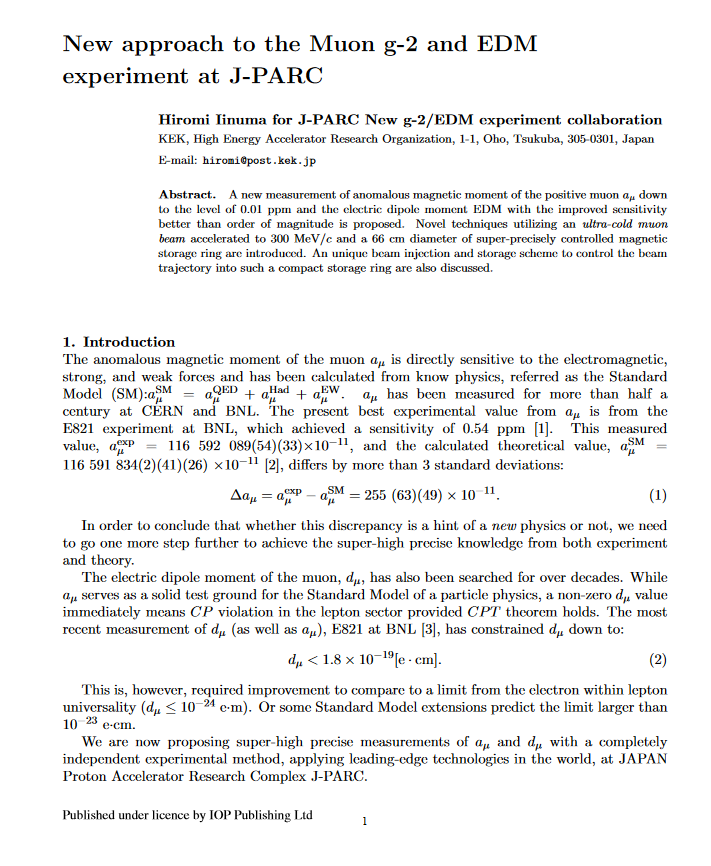 New approach to the Muon g-2 and EDM
experiment at J-PARC
Hiromi Iinuma for J-PARC New g-2/EDM experiment collaboration
KEK, High Energy Accelerator Research Organization, 1-1, Oho, Tsukuba, 305-0301, Japan
E-mail: hiromi@post.kek.jp
Abstract. A new measurement of anomalous magnetic moment of the positive muon aμ down
to the level of 0.01 ppm and the electric dipole moment EDM with the improved sensitivity
better than order of magnitude is proposed. Novel techniques utilizing an ultra-cold muon
beam accelerated to 300 MeV/c and a 66 cm diameter of super-precisely controlled magnetic
storage ring are introduced. An unique beam injection and storage scheme to control the beam
trajectory into such a compact storage ring are also discussed.
1. Introduction
The anomalous magnetic moment of the muon aμ is directly sensitive to the electromagnetic,
strong, and weak forces and has been calculated from know physics, referred as the Standard
Model (SM):aμ^SM = aμ^QED + aμ^Had + aμ^EW. aμ has been measured for more than half a
century at CERN and BNL. The present best experimental value from aμ is from the
E821 experiment at BNL, which achieved a sensitivity of 0.54 ppm [1]. This measured
value, aμ^exp = 116 592 089(54)(33)×10⁻¹¹, and the calculated theoretical value, aμ^SM =
116 591 834(2)(41)(26) ×10⁻¹¹ [2], differs by more than 3 standard deviations:
Δaμ = aμ^exp − aμ^SM = 255 (63)(49) × 10⁻¹¹. (1)
In order to conclude that whether this discrepancy is a hint of a new physics or not, we need
to go one more step further to achieve the super-high precise knowledge from both experiment
and theory.
The electric dipole moment of the muon, dμ, has also been searched for over decades. While
aμ serves as a solid test ground for the Standard Model of a particle physics, a non-zero dμ value
immediately means CP violation in the lepton sector provided CPT theorem holds. The most
recent measurement of dμ (as well as aμ), E821 at BNL [3], has constrained dμ down to:
dμ < 1.8 × 10⁻¹⁹[e · cm]. (2)
This is, however, required improvement to compare to a limit from the electron within lepton
universality (dμ ≤ 10⁻²⁴ e·m). Or some Standard Model extensions predict the limit larger than
10⁻²³ e·cm.
We are now proposing super-high precise measurements of aμ and dμ with a completely
independent experimental method, applying leading-edge technologies in the world, at JAPAN
Proton Accelerator Research Complex J-PARC.
Published under licence by IOP Publishing Ltd
1